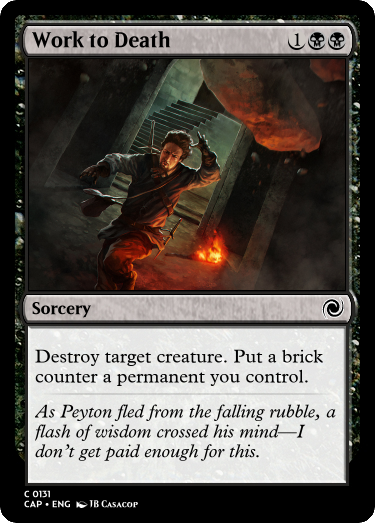 Work to Death 1
Sorcery
Destroy target creature. Put a brick
counter a permanent you control.
As Peyton fled from the falling rubble, a
flash of wisdom crossed his mind—I
don't get paid enough for this.
C 0131
CAP • ENG JB Casacop